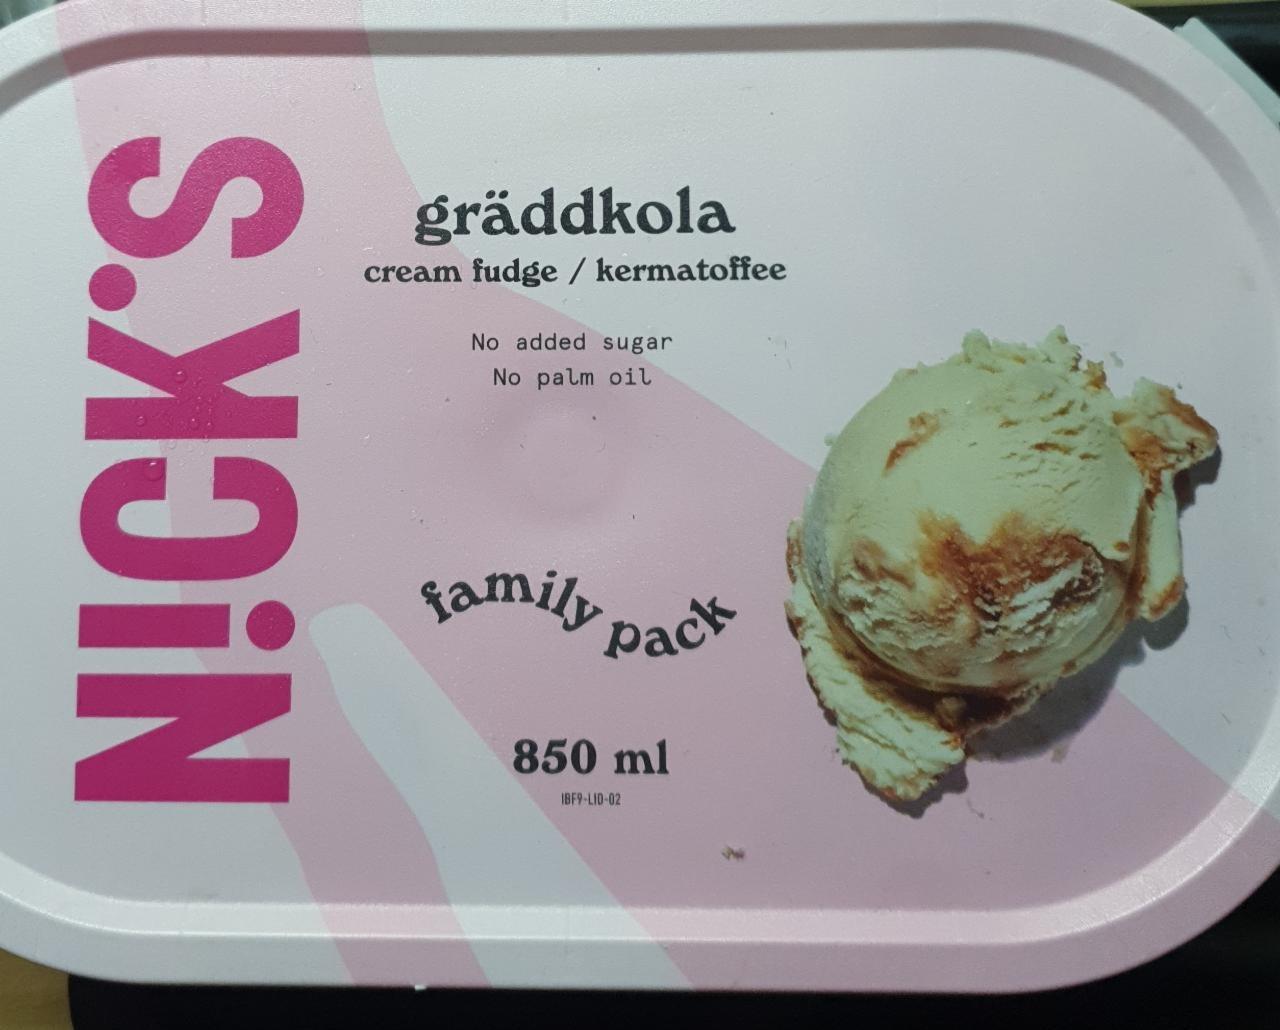 N!CK'S
gräddkola
cream fudge / kermatoffee
No added sugar
No palm oil
family pack
850 ml
IBF9-LID-02